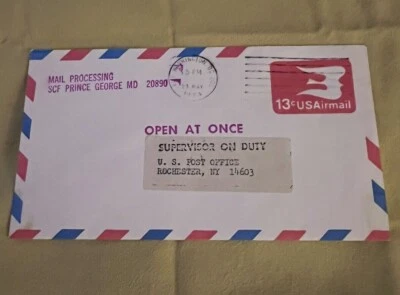 MAIL PROCESSING
SCF PRINCE GEORGE MD 20890
PM
13c USAirmail
OPEN AT ONCE
SUPERVISOR ON DUTY
U. S. POST OFFICE
ROCHESTER, NY 14603